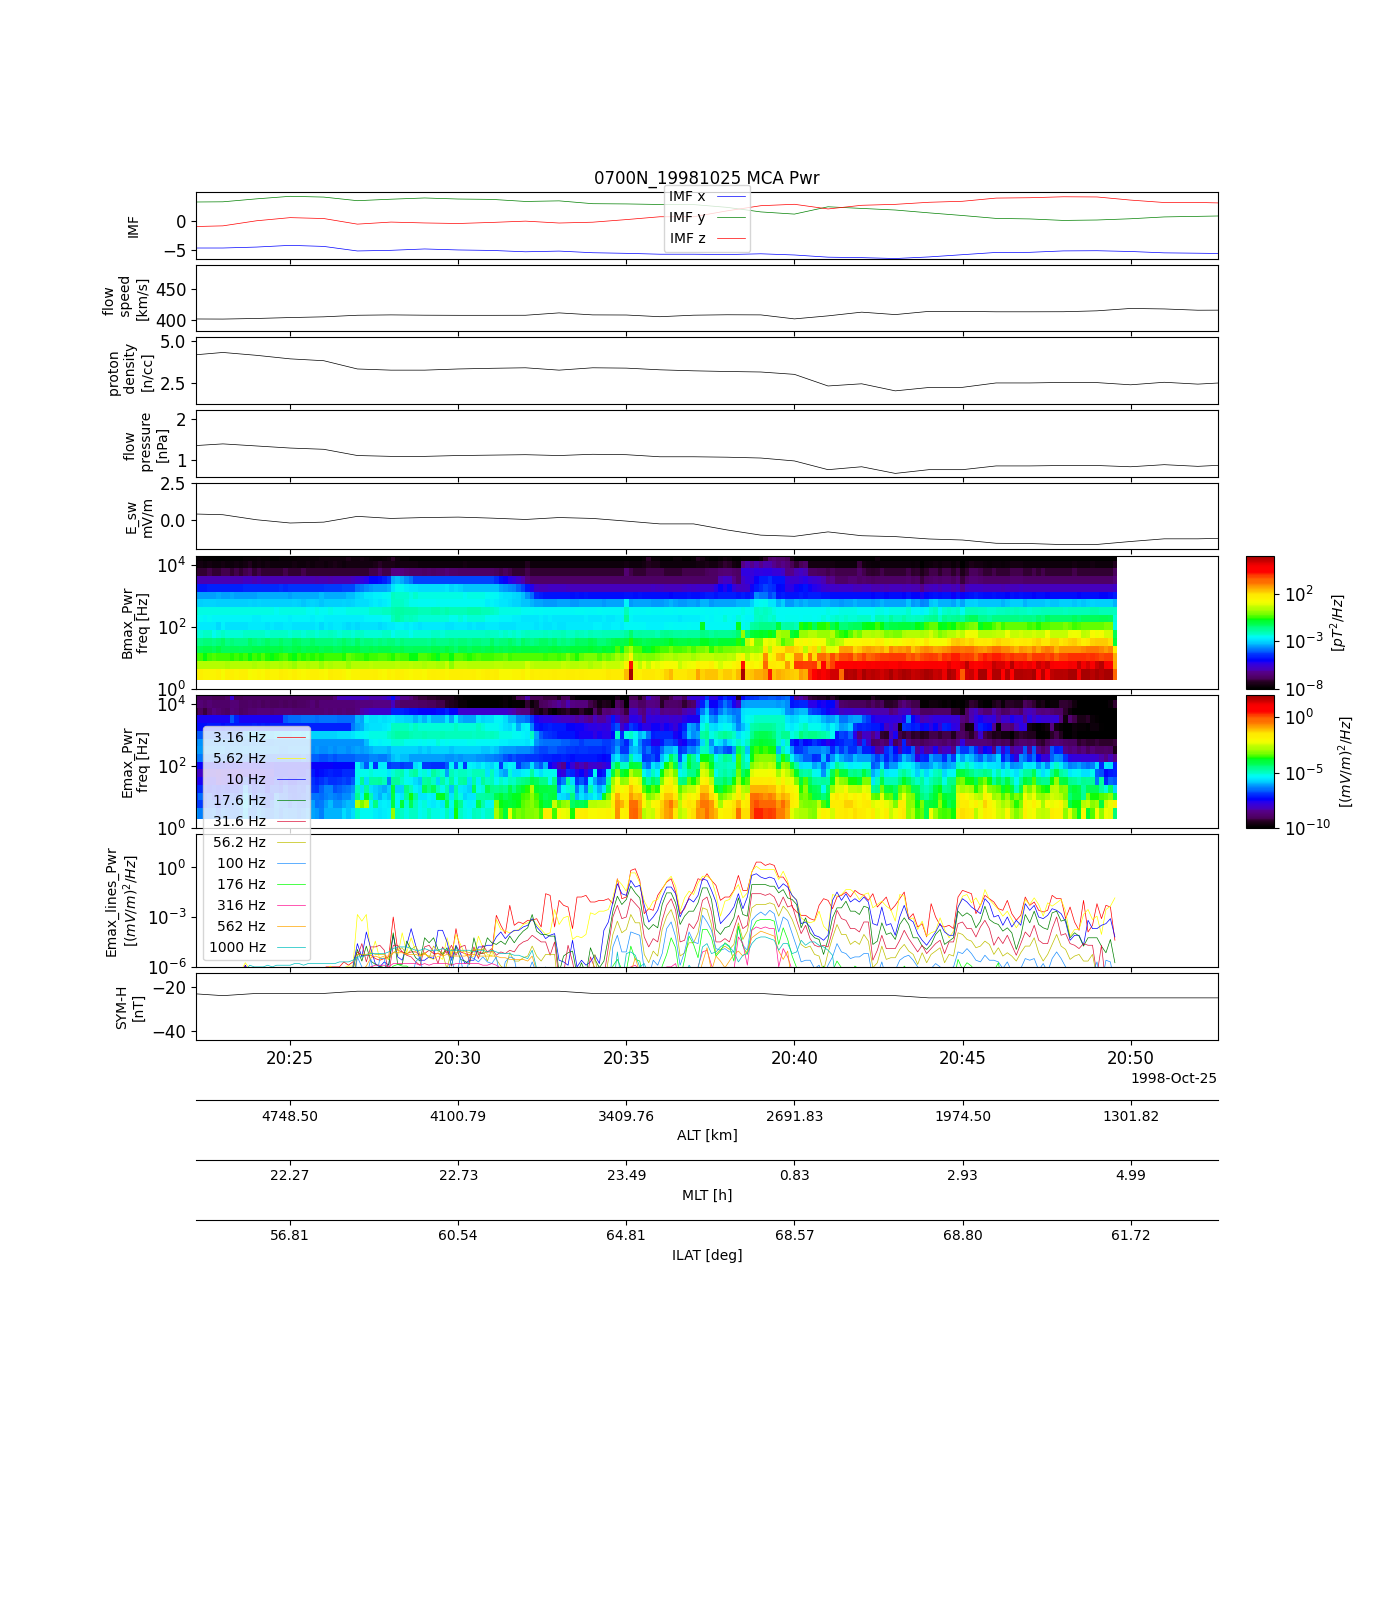 0700N_19981025 MCA Pwr
IMF x
IMF y
IMF z
IMF
0
−5
flow
speed
[km/s]
450
400
proton
density
[n/cc]
5.0
2.5
flow
pressure
[nPa]
2
1
E_sw
mV/m
2.5
0.0
Bmax_Pwr
freq [Hz]
10^4
10^2
10^0
10^2
10^-3
10^-8
[pT^2/Hz]
Emax_Pwr
freq [Hz]
10^4
10^2
10^0
10^0
10^-5
10^-10
[(mV/m)^2/Hz]
3.16 Hz
5.62 Hz
10 Hz
17.6 Hz
31.6 Hz
56.2 Hz
100 Hz
176 Hz
316 Hz
562 Hz
1000 Hz
Emax_lines_Pwr
[(mV/m)^2/Hz]
10^0
10^-3
10^-6
SYM-H
[nT]
−20
−40
20:25 20:30 20:35 20:40 20:45 20:50
1998-Oct-25
4748.50 4100.79 3409.76 2691.83 1974.50 1301.82
ALT [km]
22.27 22.73 23.49 0.83 2.93 4.99
MLT [h]
56.81 60.54 64.81 68.57 68.80 61.72
ILAT [deg]